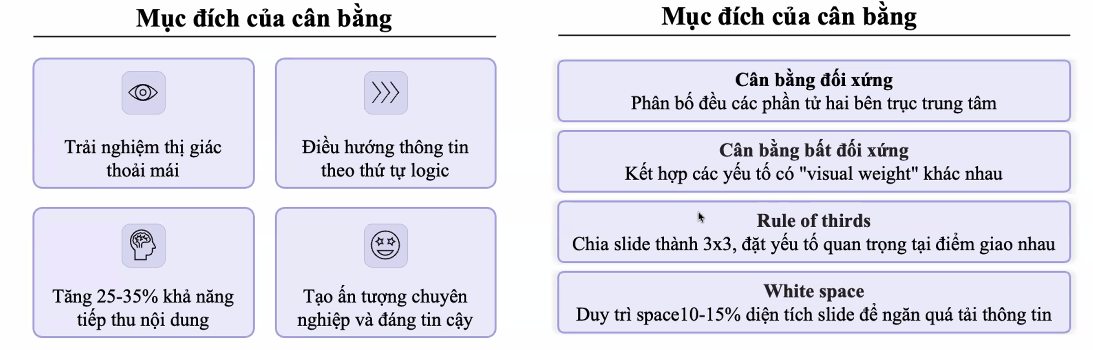 Mục đích của cân bằng
Trải nghiệm thị giác
thoải mái
Điều hướng thông tin
theo thứ tự logic
Tăng 25-35% khả năng
tiếp thu nội dung
Tạo ấn tượng chuyên
nghiệp và đáng tin cậy
Mục đích của cân bằng
Cân bằng đối xứng
Phân bố đều các phần tử hai bên trục trung tâm
Cân bằng bất đối xứng
Kết hợp các yếu tố có "visual weight" khác nhau
Rule of thirds
Chia slide thành 3x3, đặt yếu tố quan trọng tại điểm giao nhau
White space
Duy trì space10-15% diện tích slide để ngăn quá tải thông tin